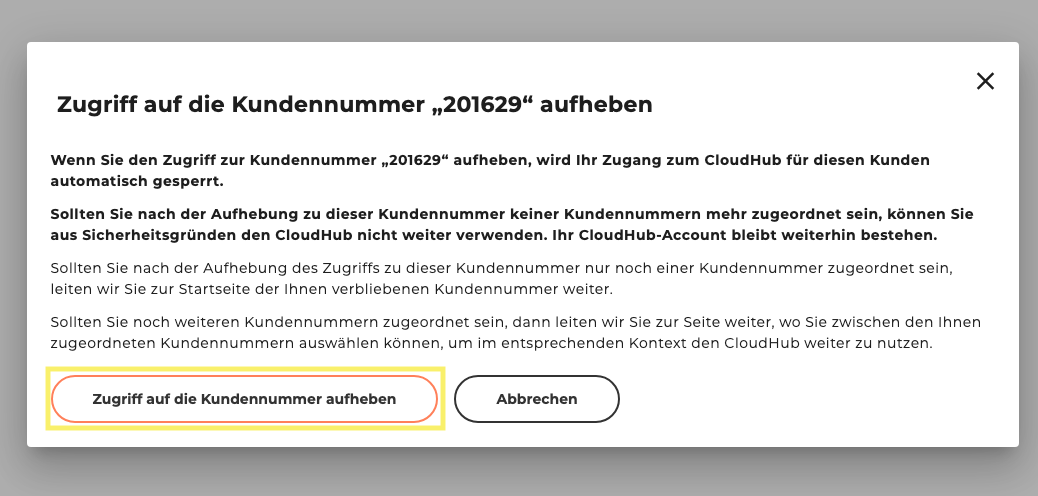 Zugriff auf die Kundennummer „201629“ aufheben
Wenn Sie den Zugriff zur Kundennummer „201629“ aufheben, wird Ihr Zugang zum CloudHub für diesen Kunden
automatisch gesperrt.
Sollten Sie nach der Aufhebung zu dieser Kundennummer keiner Kundennummern mehr zugeordnet sein, können Sie
aus Sicherheitsgründen den CloudHub nicht weiter verwenden. Ihr CloudHub-Account bleibt weiterhin bestehen.
Sollten Sie nach der Aufhebung des Zugriffs zu dieser Kundennummer nur noch einer Kundennummer zugeordnet sein,
leiten wir Sie zur Startseite der Ihnen verbliebenen Kundennummer weiter.
Sollten Sie noch weiteren Kundennummern zugeordnet sein, dann leiten wir Sie zur Seite weiter, wo Sie zwischen den Ihnen
zugeordneten Kundennummern auswählen können, um im entsprechenden Kontext den CloudHub weiter zu nutzen.
Zugriff auf die Kundennummer aufheben
Abbrechen